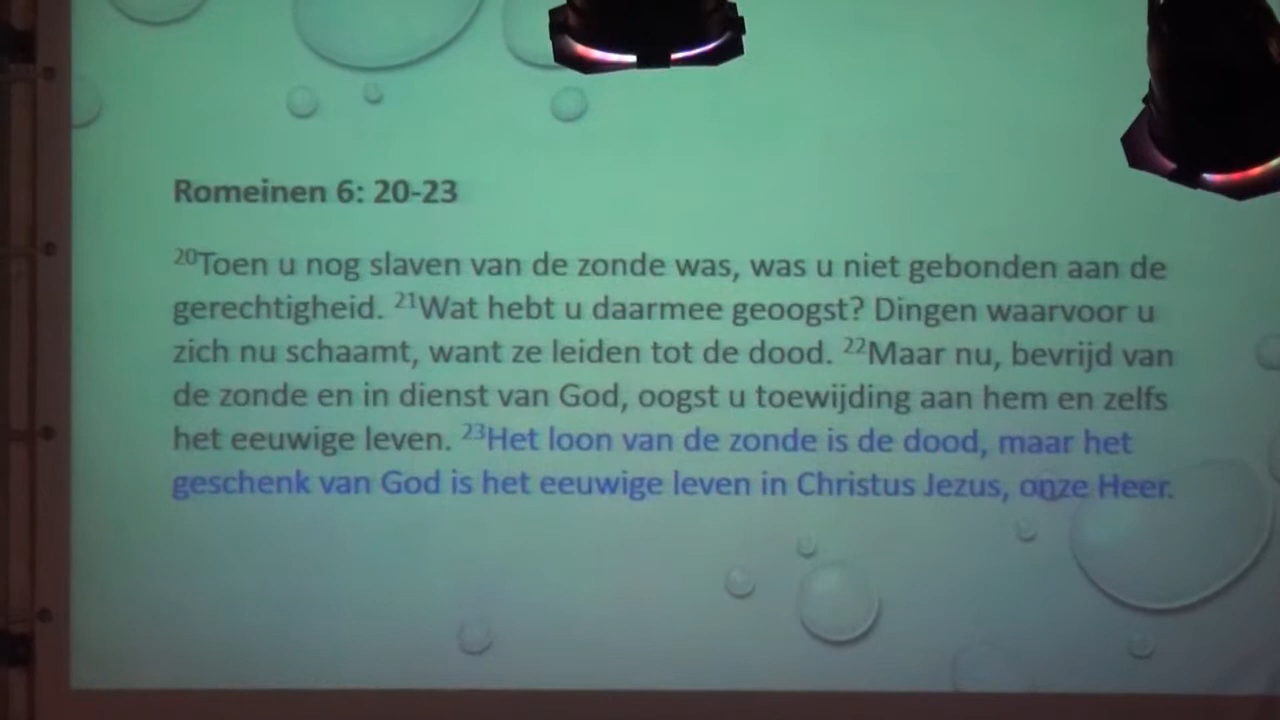 Romeinen 6: 20-23
²⁰Toen u nog slaven van de zonde was, was u niet gebonden aan de
gerechtigheid. ²¹Wat hebt u daarmee geoogst? Dingen waarvoor u
zich nu schaamt, want ze leiden tot de dood. ²²Maar nu, bevrijd van
de zonde en in dienst van God, oogst u toewijding aan hem en zelfs
het eeuwige leven. ²³Het loon van de zonde is de dood, maar het
geschenk van God is het eeuwige leven in Christus Jezus, onze Heer.